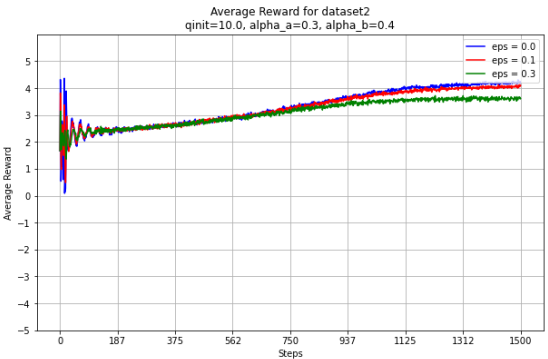 Average Reward for dataset2
qinit=10.0, alpha_a=0.3, alpha_b=0.4
eps = 0.0
eps = 0.1
eps = 0.3
Average Reward
5
4
3
2
1
0
−1
−2
−3
−4
−5
0 187 375 562 750 937 1125 1312 1500
Steps